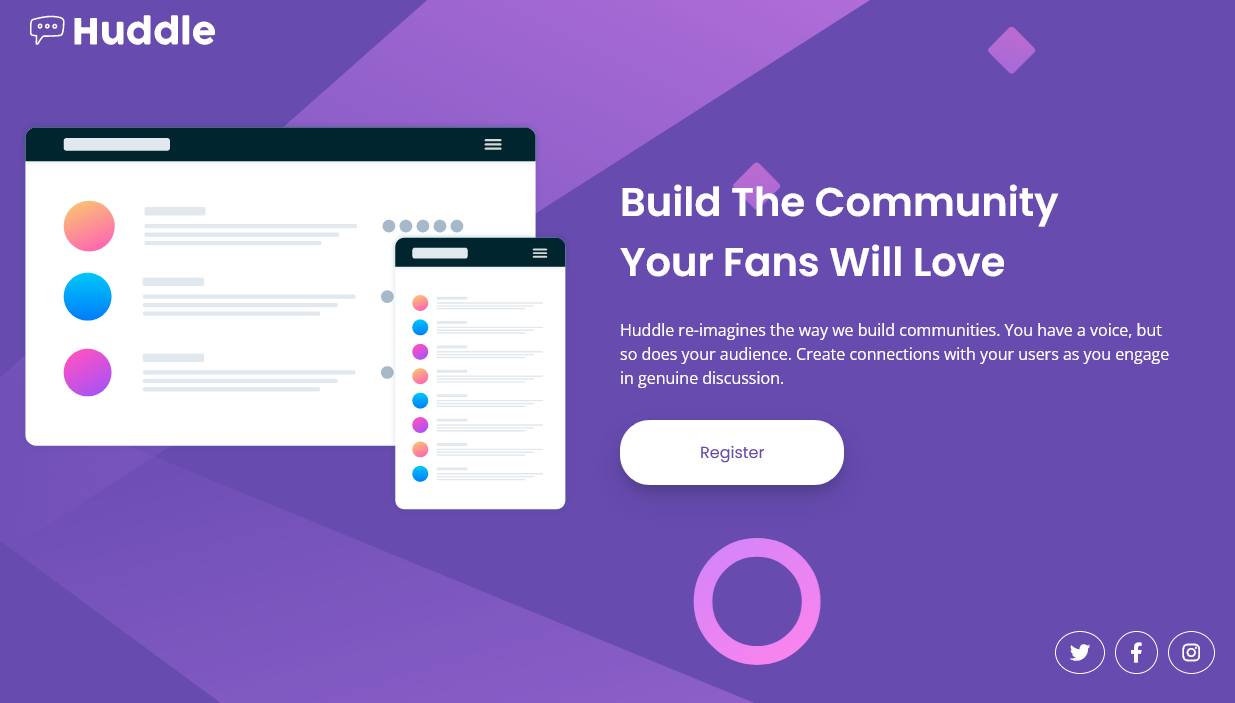 Huddle
Build The Community
Your Fans Will Love
Huddle re-imagines the way we build communities. You have a voice, but
so does your audience. Create connections with your users as you engage
in genuine discussion.
Register